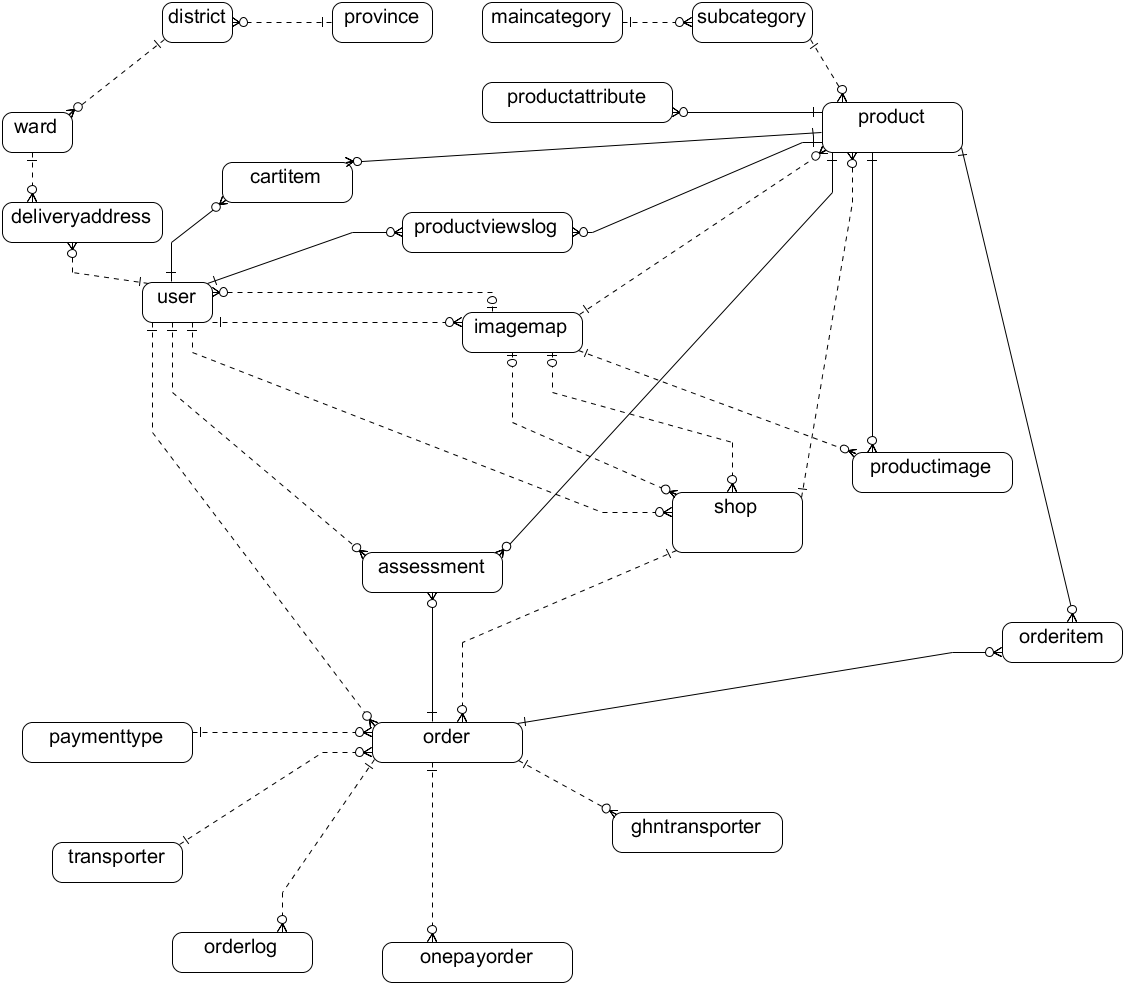 district
province
maincategory
subcategory
productattribute
product
ward
cartitem
deliveryaddress
productviewslog
user
imagemap
productimage
shop
assessment
orderitem
paymenttype
order
ghntransporter
transporter
orderlog
onepayorder